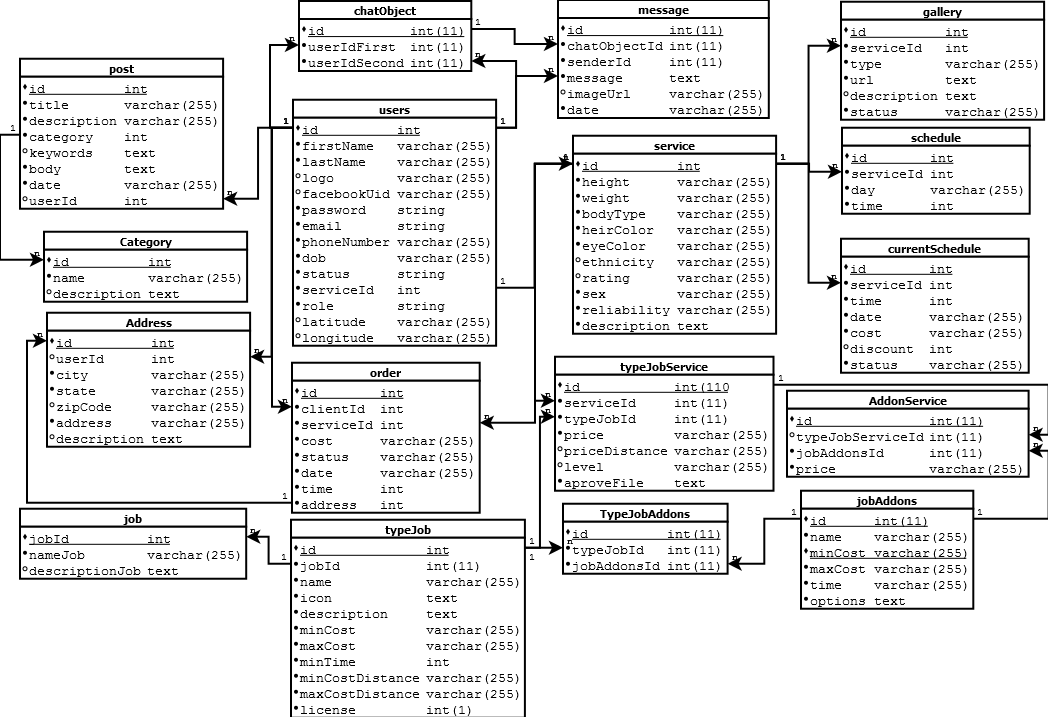 chatObject
id int(11)
userIdFirst int(11)
userIdSecond int(11)
message
id int(11)
chatObjectId int(11)
senderId int(11)
message text
imageUrl varchar(255)
date varchar(255)
gallery
id int
serviceId int
type varchar(255)
url text
description text
status varchar(255)
post
id int
title varchar(255)
description varchar(255)
category int
keywords text
body text
date varchar(255)
userId int
users
id int
firstName varchar(255)
lastName varchar(255)
logo varchar(255)
facebookUid varchar(255)
password string
email string
phoneNumber varchar(255)
dob varchar(255)
status string
serviceId int
role string
latitude varchar(255)
longitude varchar(255)
service
id int
height varchar(255)
weight varchar(255)
bodyType varchar(255)
heirColor varchar(255)
eyeColor varchar(255)
ethnicity varchar(255)
rating varchar(255)
sex varchar(255)
reliability varchar(255)
description text
schedule
id int
serviceId int
day varchar(255)
time int
Category
id int
name varchar(255)
description text
currentSchedule
id int
serviceId int
time int
date varchar(255)
cost varchar(255)
discount int
status varchar(255)
Address
id int
userId int
city varchar(255)
state varchar(255)
zipCode varchar(255)
address varchar(255)
description text
order
id int
clientId int
serviceId int
cost varchar(255)
status varchar(255)
date varchar(255)
time int
address int
typeJobService
id int(110
serviceId int(11)
typeJobId int(11)
price varchar(255)
priceDistance varchar(255)
level varchar(255)
aproveFile text
AddonService
id int(11)
typeJobServiceId int(11)
jobAddonsId int(11)
price varchar(255)
job
jobId int
nameJob varchar(255)
descriptionJob text
typeJob
id int
jobId int(11)
name varchar(255)
icon text
description text
minCost varchar(255)
maxCost varchar(255)
minTime int
minCostDistance varchar(255)
maxCostDistance varchar(255)
license int(1)
TypeJobAddons
id int(11)
typeJobId int(11)
jobAddonsId int(11)
jobAddons
id int(11)
name varchar(255)
minCost varchar(255)
maxCost varchar(255)
time varchar(255)
options text